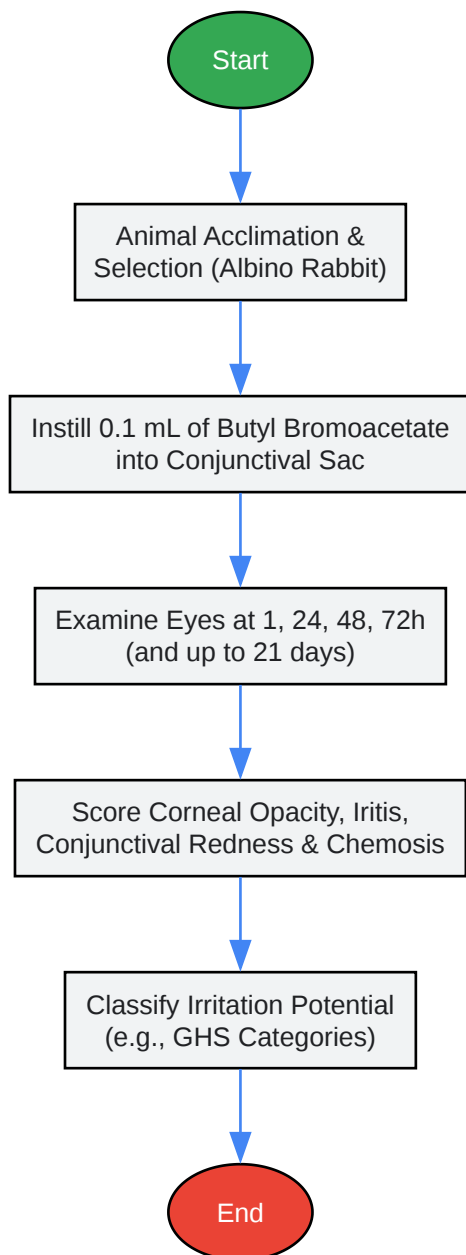 Start
Animal Acclimation &
Selection (Albino Rabbit)
Instill 0.1 mL of Butyl Bromoacetate
into Conjunctival Sac
Examine Eyes at 1, 24, 48, 72h
(and up to 21 days)
Score Corneal Opacity, Iritis,
Conjunctival Redness & Chemosis
Classify Irritation Potential
(e.g., GHS Categories)
End